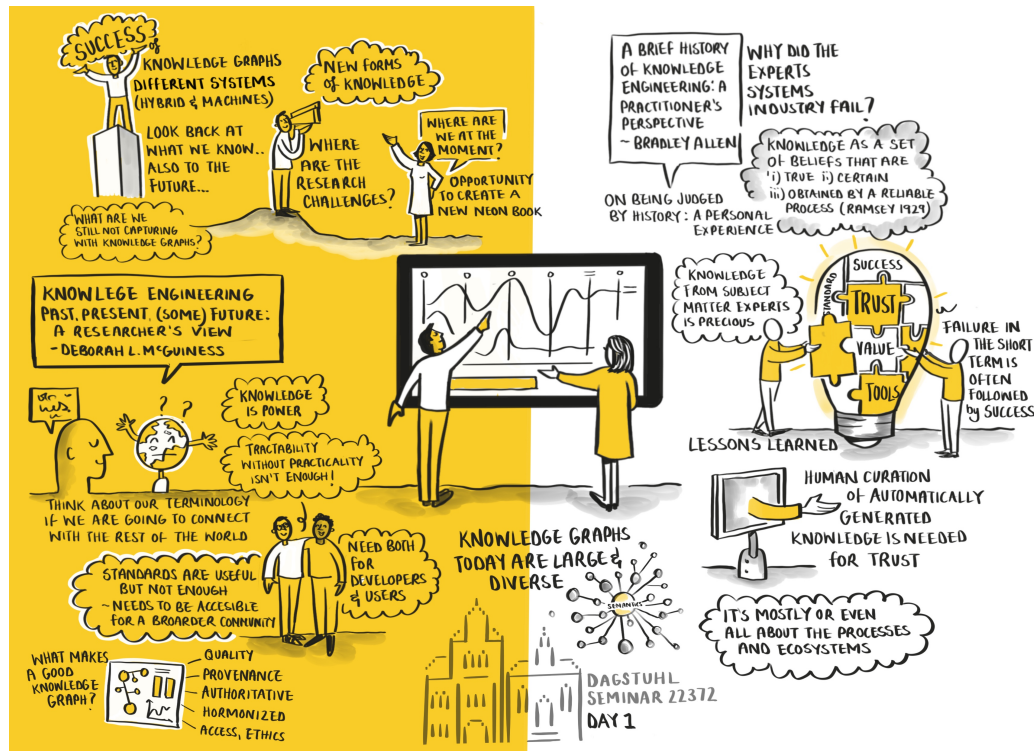 SUCCESS of
KNOWLEDGE GRAPHS
DIFFERENT SYSTEMS
(HYBRID & MACHINES)
LOOK BACK AT
WHAT WE KNOW..
ALSO TO THE
FUTURE...
WHAT ARE WE
STILL NOT CAPTURING
WITH KNOWLEDGE GRAPHS?
NEW FORMS
OF KNOWLEDGE
WHERE
ARE THE
RESEARCH
CHALLENGES?
WHERE ARE
WE AT THE
MOMENT?
OPPORTUNITY
TO CREATE A
NEW NEON BOOK
KNOWLEGE ENGINEERING
PAST, PRESENT, (SOME) FUTURE:
A RESEARCHER'S VIEW
~DEBORAH L. McGUINESS
? ?
KNOWLEDGE
IS POWER
TRACTABILITY
WITHOUT PRACTICALITY
ISN'T ENOUGH!
THINK ABOUT OUR TERMINOLOGY
IF WE ARE GOING TO CONNECT
WITH THE REST OF THE WORLD
STANDARDS ARE USEFUL
BUT NOT ENOUGH
~NEEDS TO BE ACCESIBLE
FOR A BROARDER COMMUNITY
NEED BOTH
FOR
DEVELOPERS
& USERS
WHAT MAKES
A GOOD
KNOWLEDGE
GRAPH?
QUALITY
PROVENANCE
AUTHORITATIVE
HORMONIZED
ACCESS, ETHICS
KNOWLEDGE GRAPHS
TODAY ARE LARGE &
DIVERSE
SEMANTICS
DAGSTUHL
SEMINAR 22372
DAY 1
A BRIEF HISTORY
OF KNOWLEDGE
ENGINEERING: A
PRACTITIONER'S
PERSPECTIVE
~ BRADLEY ALLEN
WHY DID THE
EXPERTS
SYSTEMS
INDUSTRY FAIL?
KNOWLEDGE AS A SET
OF BELIEFS THAT ARE
i) TRUE ii) CERTAIN
iii) OBTAINED BY A RELIABLE
PROCESS (RAMSEY 1929)
ON BEING JUDGED
BY HISTORY: A PERSONAL
EXPERIENCE
KNOWLEDGE
FROM SUBJECT
MATTER EXPERTS
IS PRECIOUS
STANDARD
SUCCESS
TRUST
VALUE
TOOLS
FAILURE IN
THE SHORT
TERM IS
OFTEN
FOLLOWED
by SUCCESS
LESSONS LEARNED
HUMAN CURATION
OF AUTOMATICALLY
GENERATED
KNOWLEDGE IS NEEDED
FOR TRUST
IT'S MOSTLY OR EVEN
ALL ABOUT THE PROCESSES
AND ECOSYSTEMS